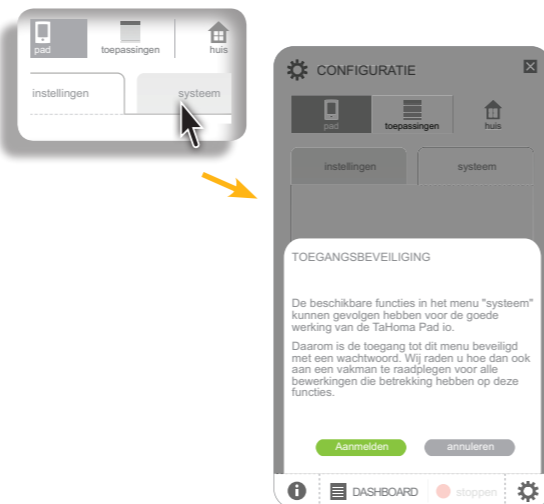 pad
toepassingen
huis
instellingen
systeem
CONFIGURATIE
pad
toepassingen
huis
instellingen
systeem
TOEGANGSBEVEILIGING
De beschikbare functies in het menu "systeem"
kunnen gevolgen hebben voor de goede
werking van de TaHoma Pad io.
Daarom is de toegang tot dit menu beveiligd
met een wachtwoord. Wij raden u hoe dan ook
aan een vakman te raadplegen voor alle
bewerkingen die betrekking hebben op deze
functies.
Aanmelden
annuleren
DASHBOARD
stoppen